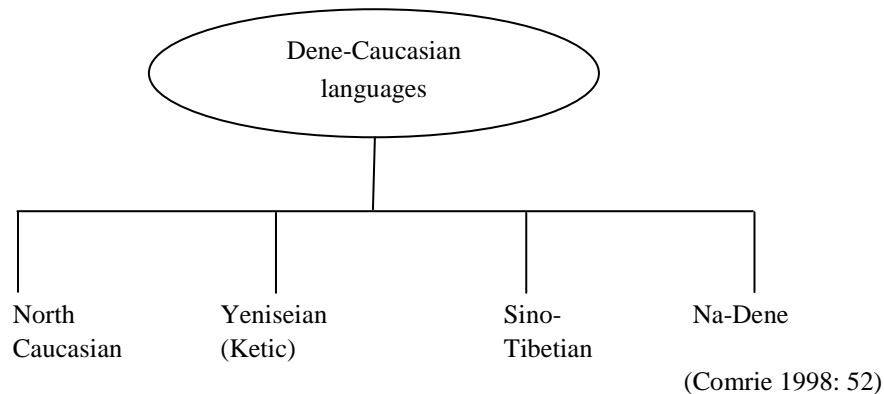 Dene-Caucasian
languages
North
Caucasian
Yeniseian
(Ketic)
Sino-
Tibetian
Na-Dene
(Comrie 1998: 52)